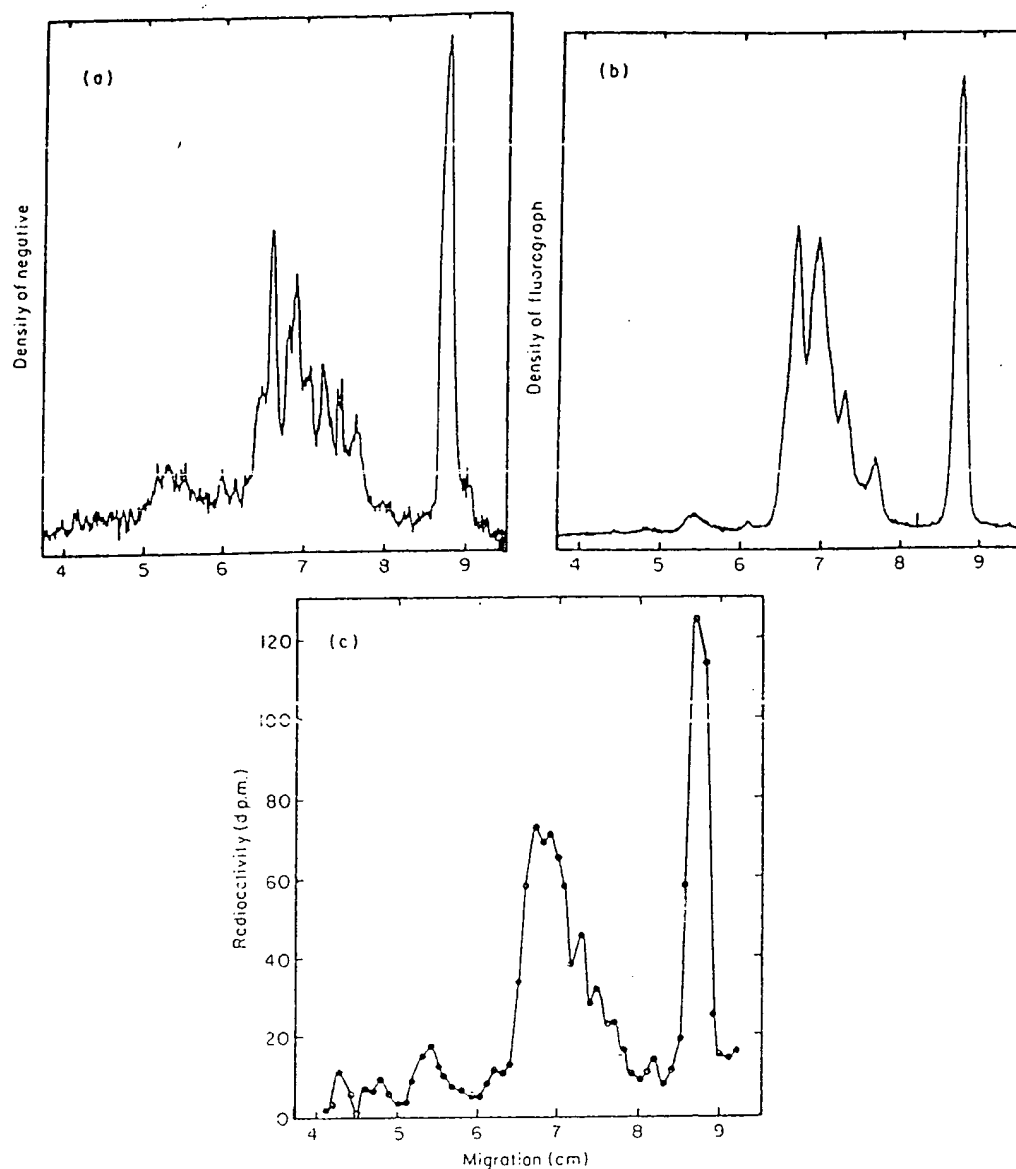 (a)
Density of negative
4 5 6 7 8 9
(b)
Density of fluorograph
4 5 6 7 8 9
(c)
120
100
80
60
40
20
0
Radioactivity (d p.m.)
4 5 6 7 8 9
Migration (cm)